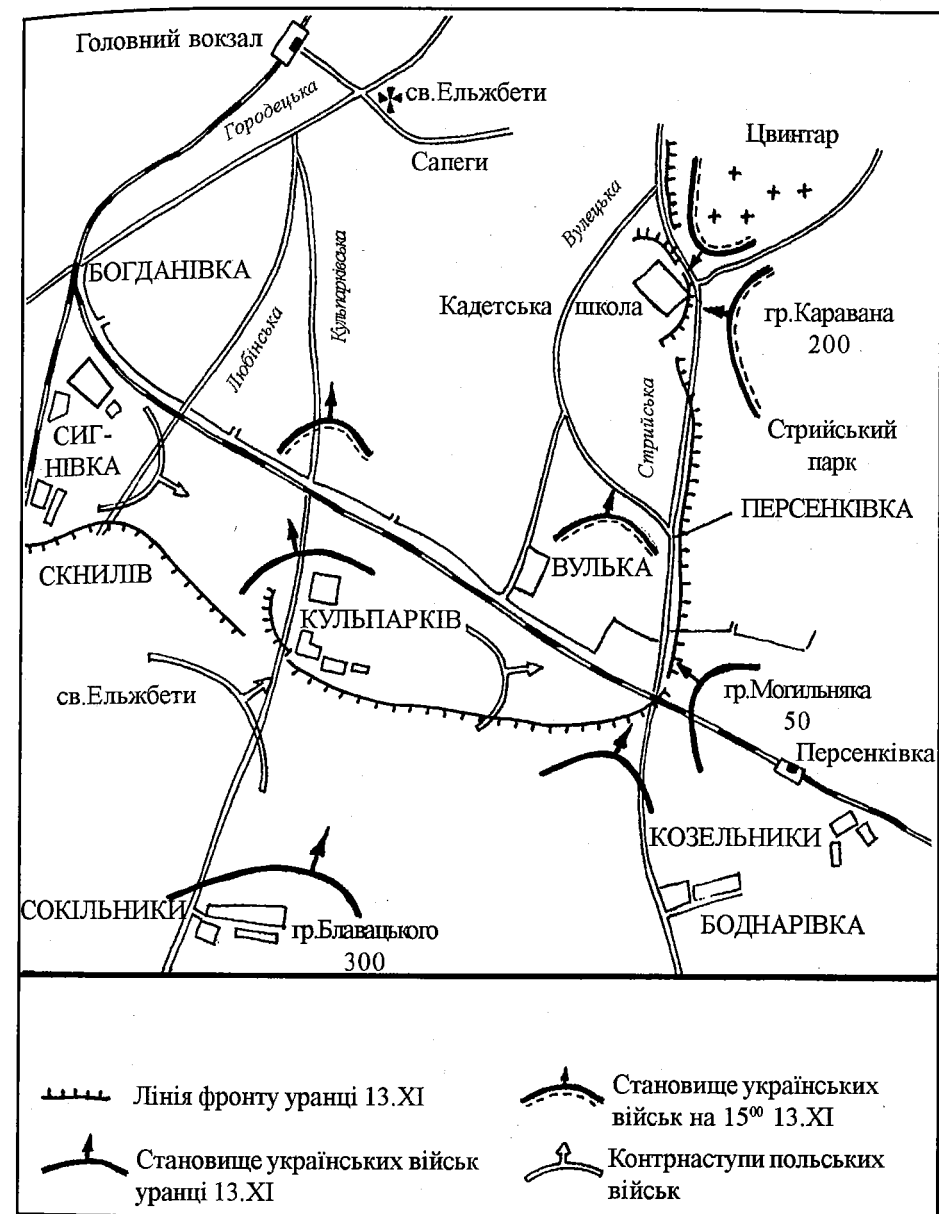 Головний вокзал
Городецька
св.Ельжбети
Сапеги
Цвинтар
Вулецька
БОГДАНІВКА
Кульпарківська
Любінська
Кадетська школа
гр.Каравана
200
СИГ-
НІВКА
Стрийська
Стрийський
парк
ПЕРСЕНКІВКА
СКНИЛІВ
ВУЛЬКА
КУЛЬПАРКІВ
св.Ельжбети
гр.Могильняка
50
Персенківка
КОЗЕЛЬНИКИ
СОКІЛЬНИКИ
гр.Блавацького
300
БОДНАРІВКА
Лінія фронту уранці 13.XI
Становище українських військ
уранці 13.XI
Становище українських
військ на 15⁰⁰ 13.XI
Контрнаступи польських
військ